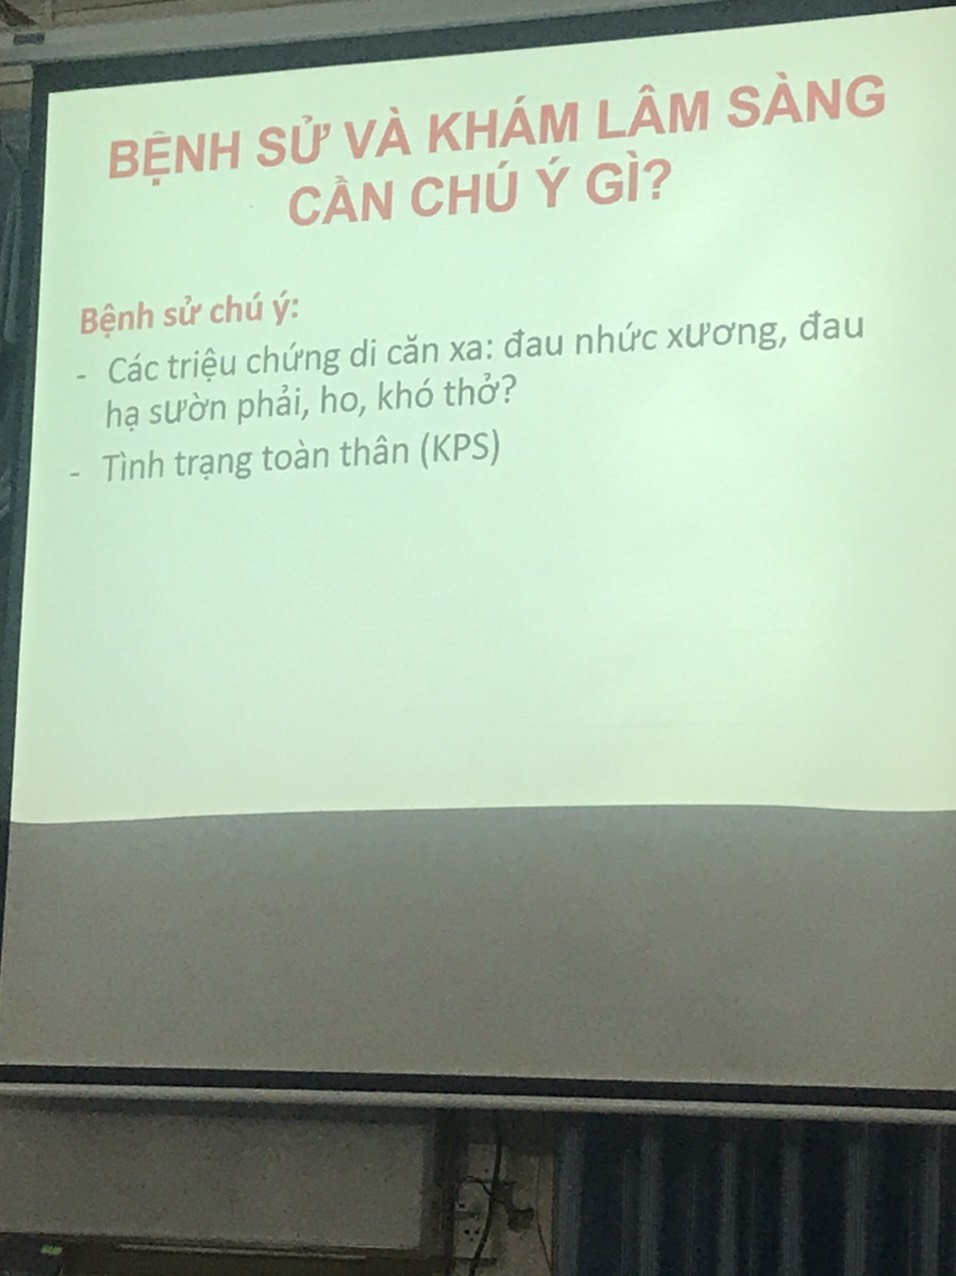 BỆNH SỬ VÀ KHÁM LÂM SÀNG
CẦN CHÚ Ý GÌ?
Bệnh sử chú ý:
- Các triệu chứng di căn xa: đau nhức xương, đau
hạ sườn phải, ho, khó thở?
- Tình trạng toàn thân (KPS)